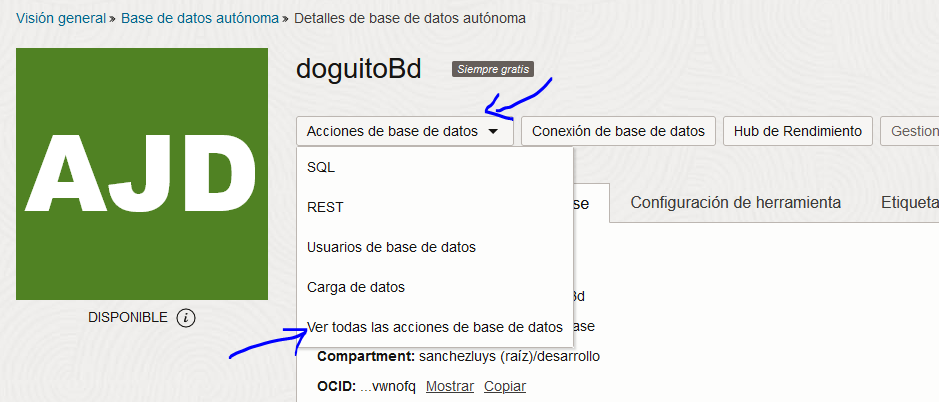 Visión general » Base de datos autónoma » Detalles de base de datos autónoma
AJD
DISPONIBLE i
doguitoBd Siempre gratis
Acciones de base de datos Conexión de base de datos Hub de Rendimiento Gestion
SQL
REST
Usuarios de base de datos
Carga de datos
Ver todas las acciones de base de datos
se Configuración de herramienta Etiqueta
Bd
ase
Compartment: sanchezluys (raíz)/desarrollo
OCID: ...vwnofq Mostrar Copiar